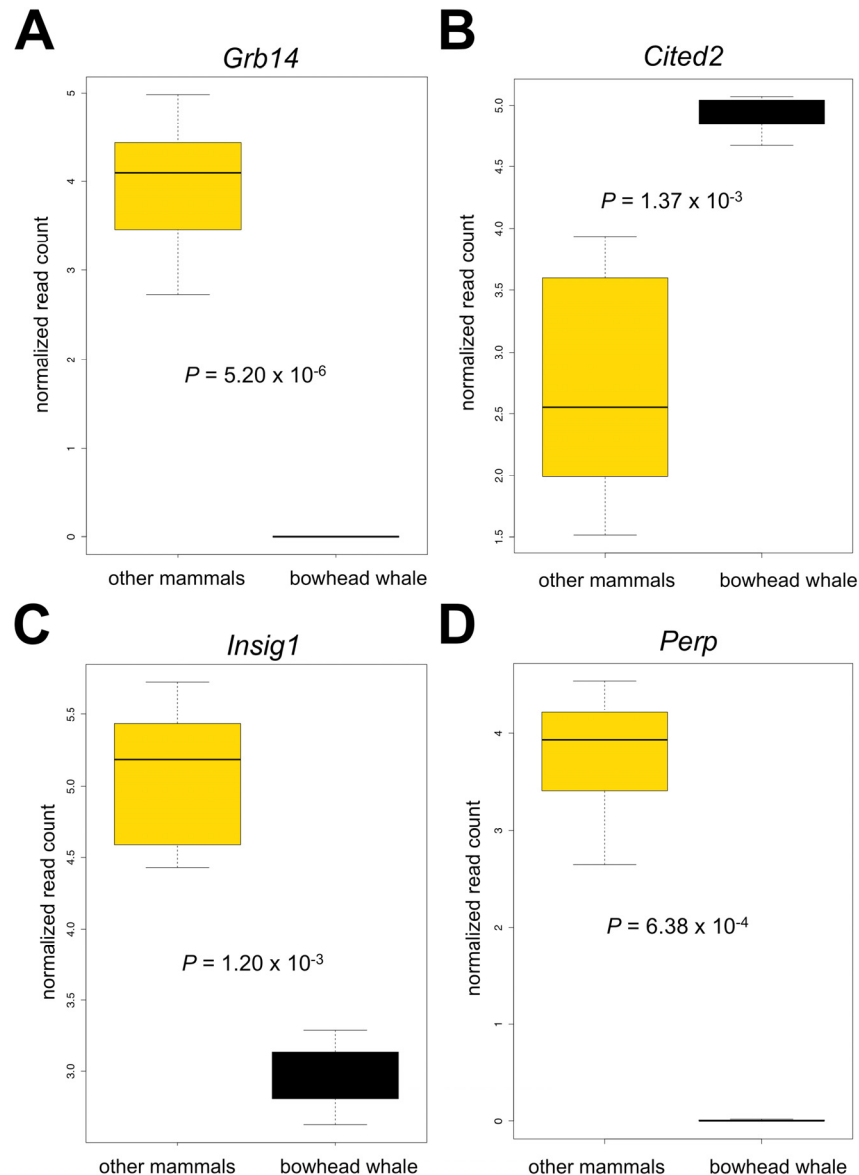 A
Grb14
normalized read count
5
4
3
2
1
0
P = 5.20 x 10-6
other mammals bowhead whale
B
Cited2
normalized read count
5.0
4.5
4.0
3.5
3.0
2.5
2.0
1.5
P = 1.37 x 10-3
other mammals bowhead whale
C
Insig1
normalized read count
5.5
5.0
4.5
4.0
3.5
3.0
P = 1.20 x 10-3
other mammals bowhead whale
D
Perp
normalized read count
4
3
2
1
0
P = 6.38 x 10-4
other mammals bowhead whale